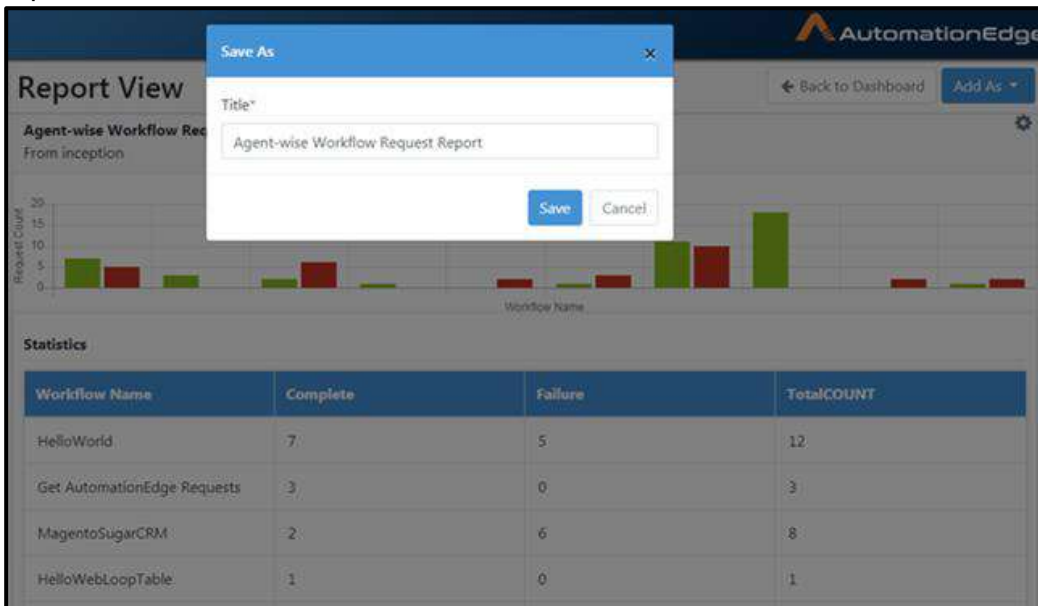 AutomationEdge
Save As ×
Report View
← Back to Dashboard
Add As
Title*
Agent-wise Workflow Rec
From inception
Agent-wise Workflow Request Report
Save
Cancel
Request Count
20
15
10
5
0
Workflow Name
Statistics
Workflow Name Complete Failure TotalCOUNT
HelloWorld 7 5 12
Get AutomationEdge Requests 3 0 3
MagentoSugarCRM 2 6 8
HelloWebLoopTable 1 0 1